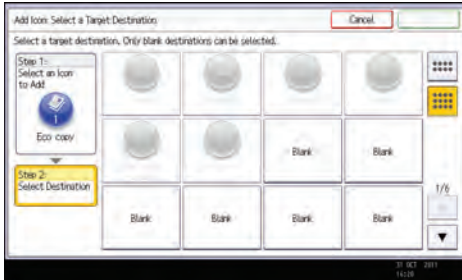 Add Icon: Select a Target Destination
Cancel
Select a target destination. Only blank destinations can be selected.
Step 1:
Select an Icon
to Add
1
Eco copy
Step 2:
Select Destination
Blank
Blank
Blank
Blank
Blank
Blank
1/6
31 OCT 2011
16:28